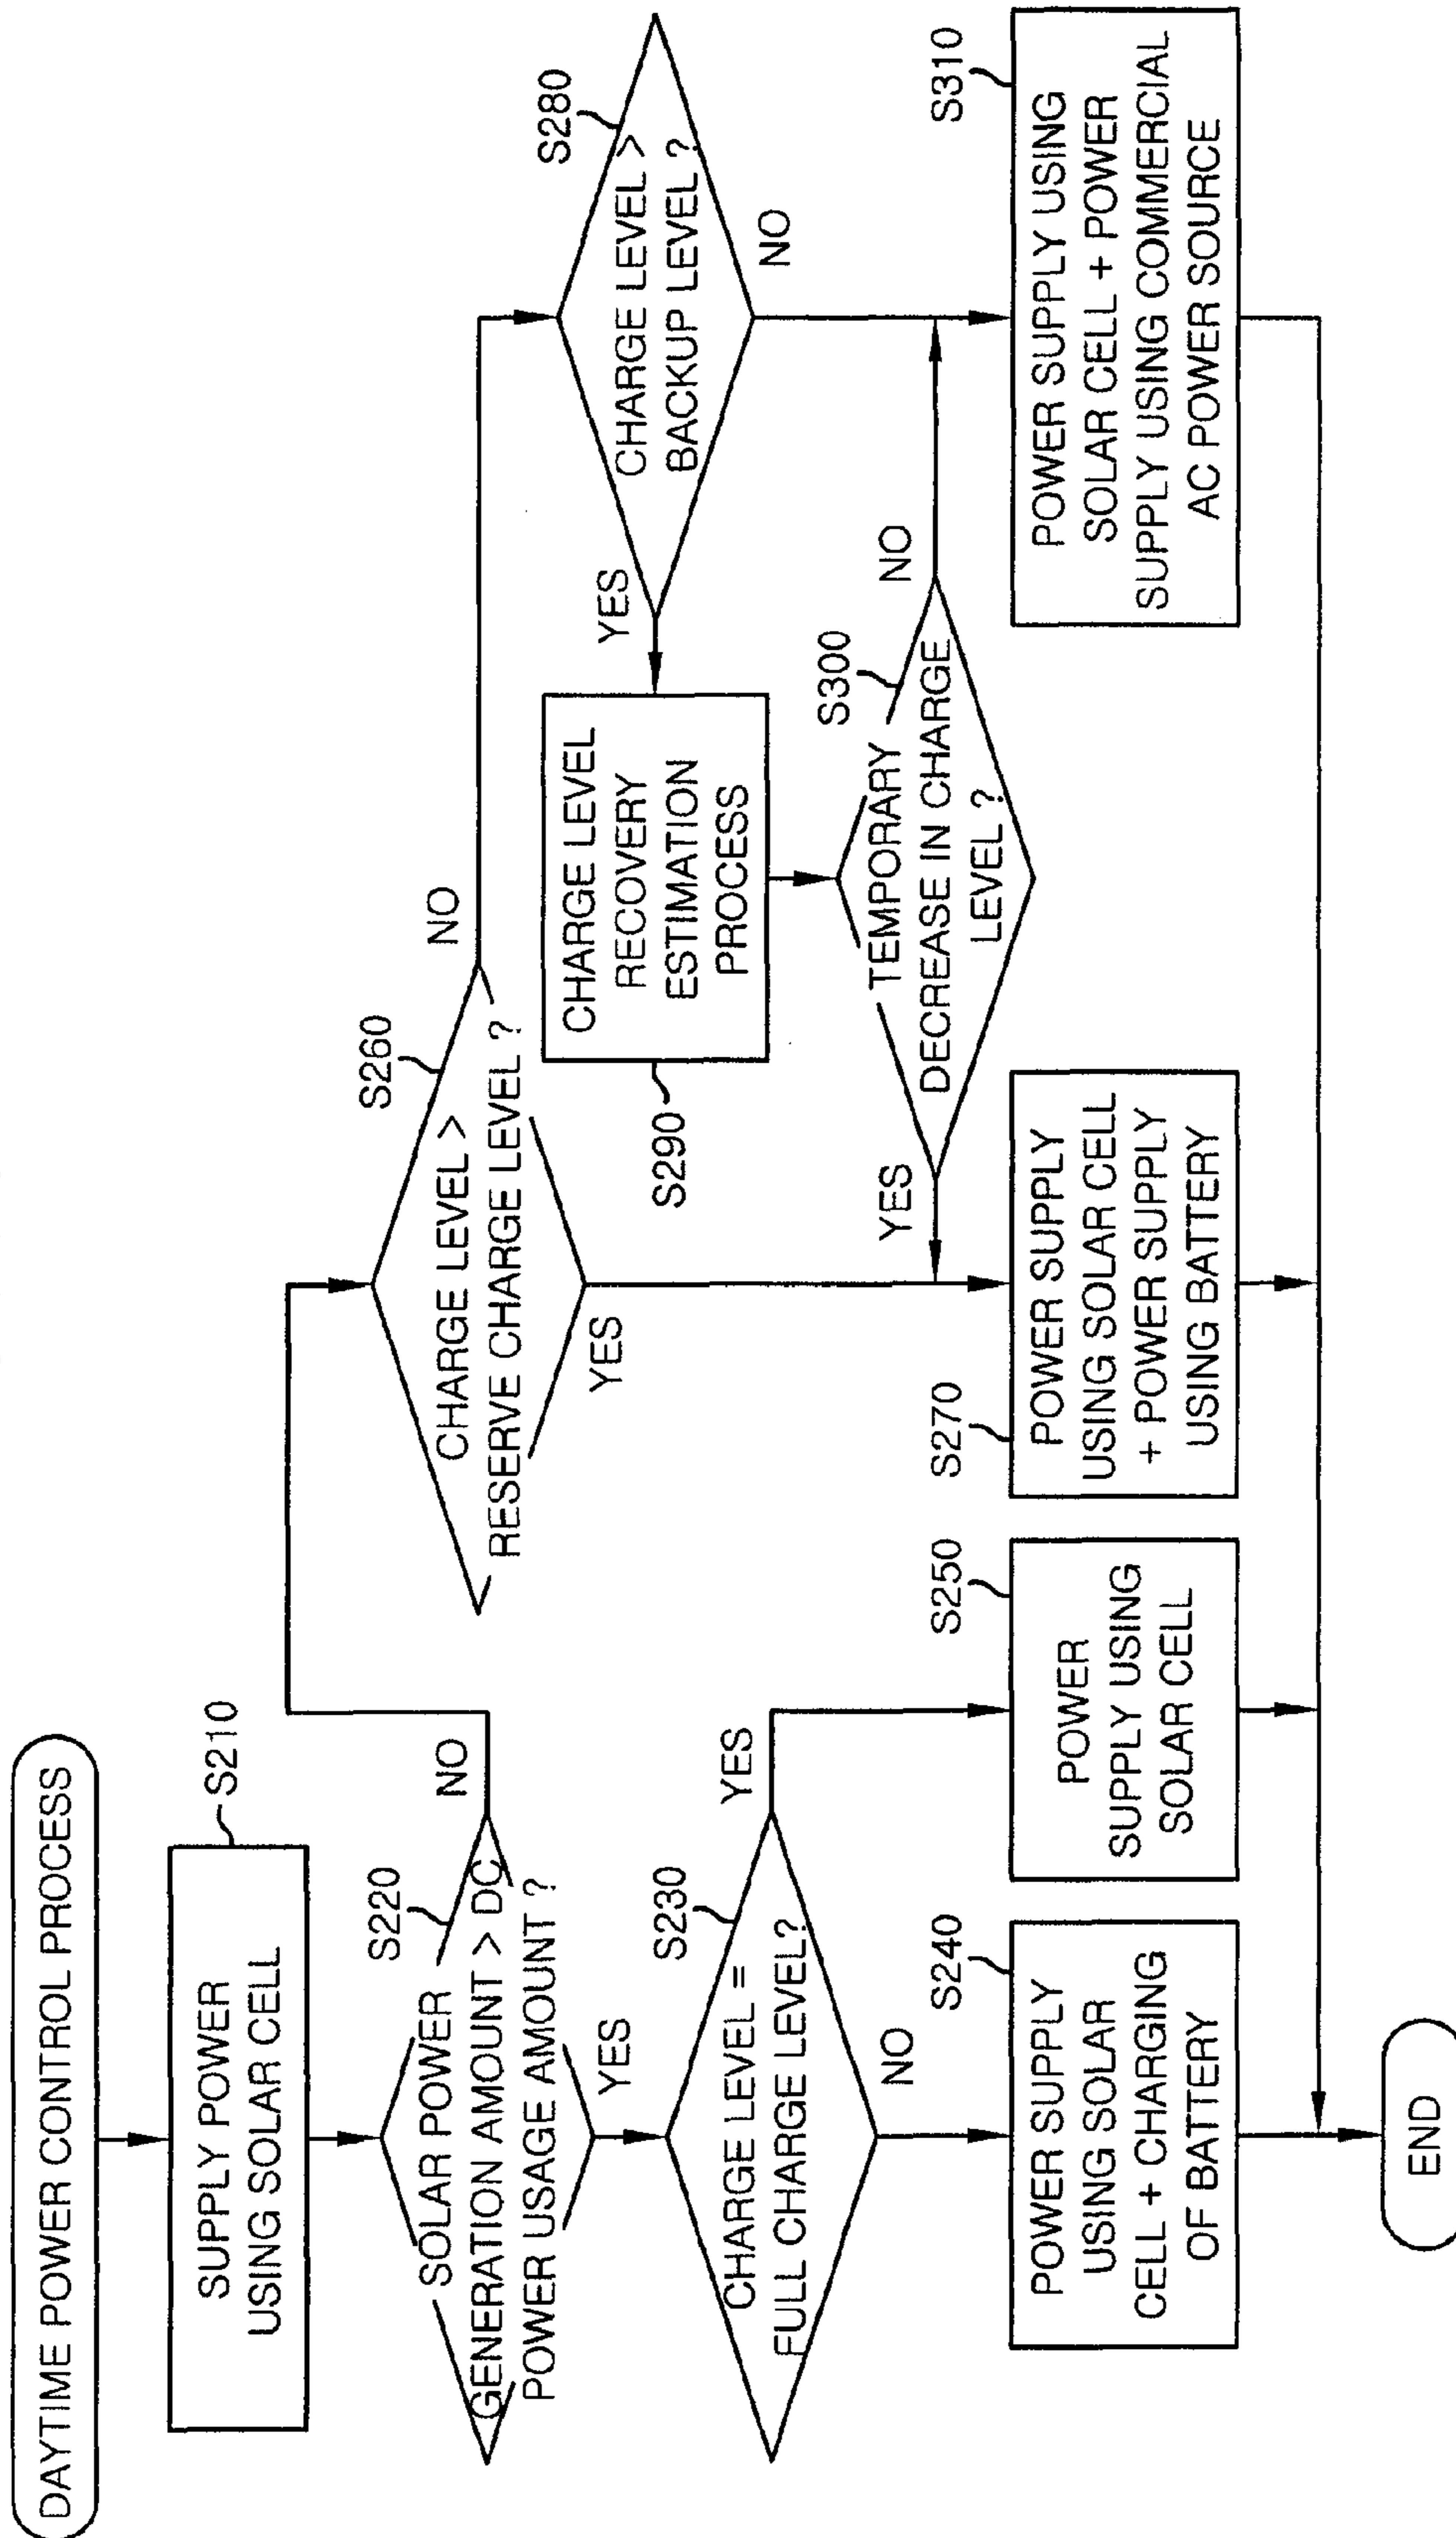 DAYTIME POWER CONTROL PROCESS
S210
SUPPLY POWER
USING SOLAR CELL
S220
SOLAR POWER
GENERATION AMOUNT > DC
POWER USAGE AMOUNT ?
NO
YES
S230
CHARGE LEVEL =
FULL CHARGE LEVEL?
YES
NO
S240
POWER SUPPLY
USING SOLAR
CELL + CHARGING
OF BATTERY
S250
POWER
SUPPLY USING
SOLAR CELL
S260
CHARGE LEVEL >
RESERVE CHARGE LEVEL ?
NO
YES
S270
POWER SUPPLY
USING SOLAR CELL
+ POWER SUPPLY
USING BATTERY
S280
CHARGE LEVEL >
BACKUP LEVEL ?
YES
NO
S290
CHARGE LEVEL
RECOVERY
ESTIMATION
PROCESS
S300
TEMPORARY
DECREASE IN CHARGE
LEVEL ?
YES
NO
S310
POWER SUPPLY USING
SOLAR CELL + POWER
SUPPLY USING COMMERCIAL
AC POWER SOURCE
END